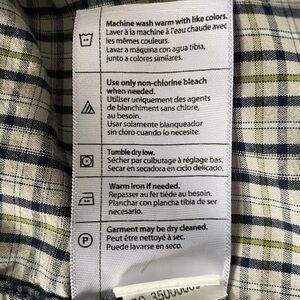 Machine wash warm with like colors.
Laver à la machine à l'eau chaude avec
les mêmes couleurs.
Lavar a máquina con agua tibia,
junto a colores similares.
Use only non-chlorine bleach
when needed.
Utiliser uniquement des agents
de blanchiment sans chlore,
au besoin.
Usar solamente blanqueador
sin cloro cuando lo necesite.
Tumble dry low.
Sécher par culbutage à réglage bas.
Secar en secadora en ciclo delicado.
Warm iron if needed.
Repasser au fer tiède au besoin.
Planchar con plancha tibia de ser
necesario.
Garment may be dry cleaned.
Peut être nettoyé à sec.
Puede lavarse en seco.
P